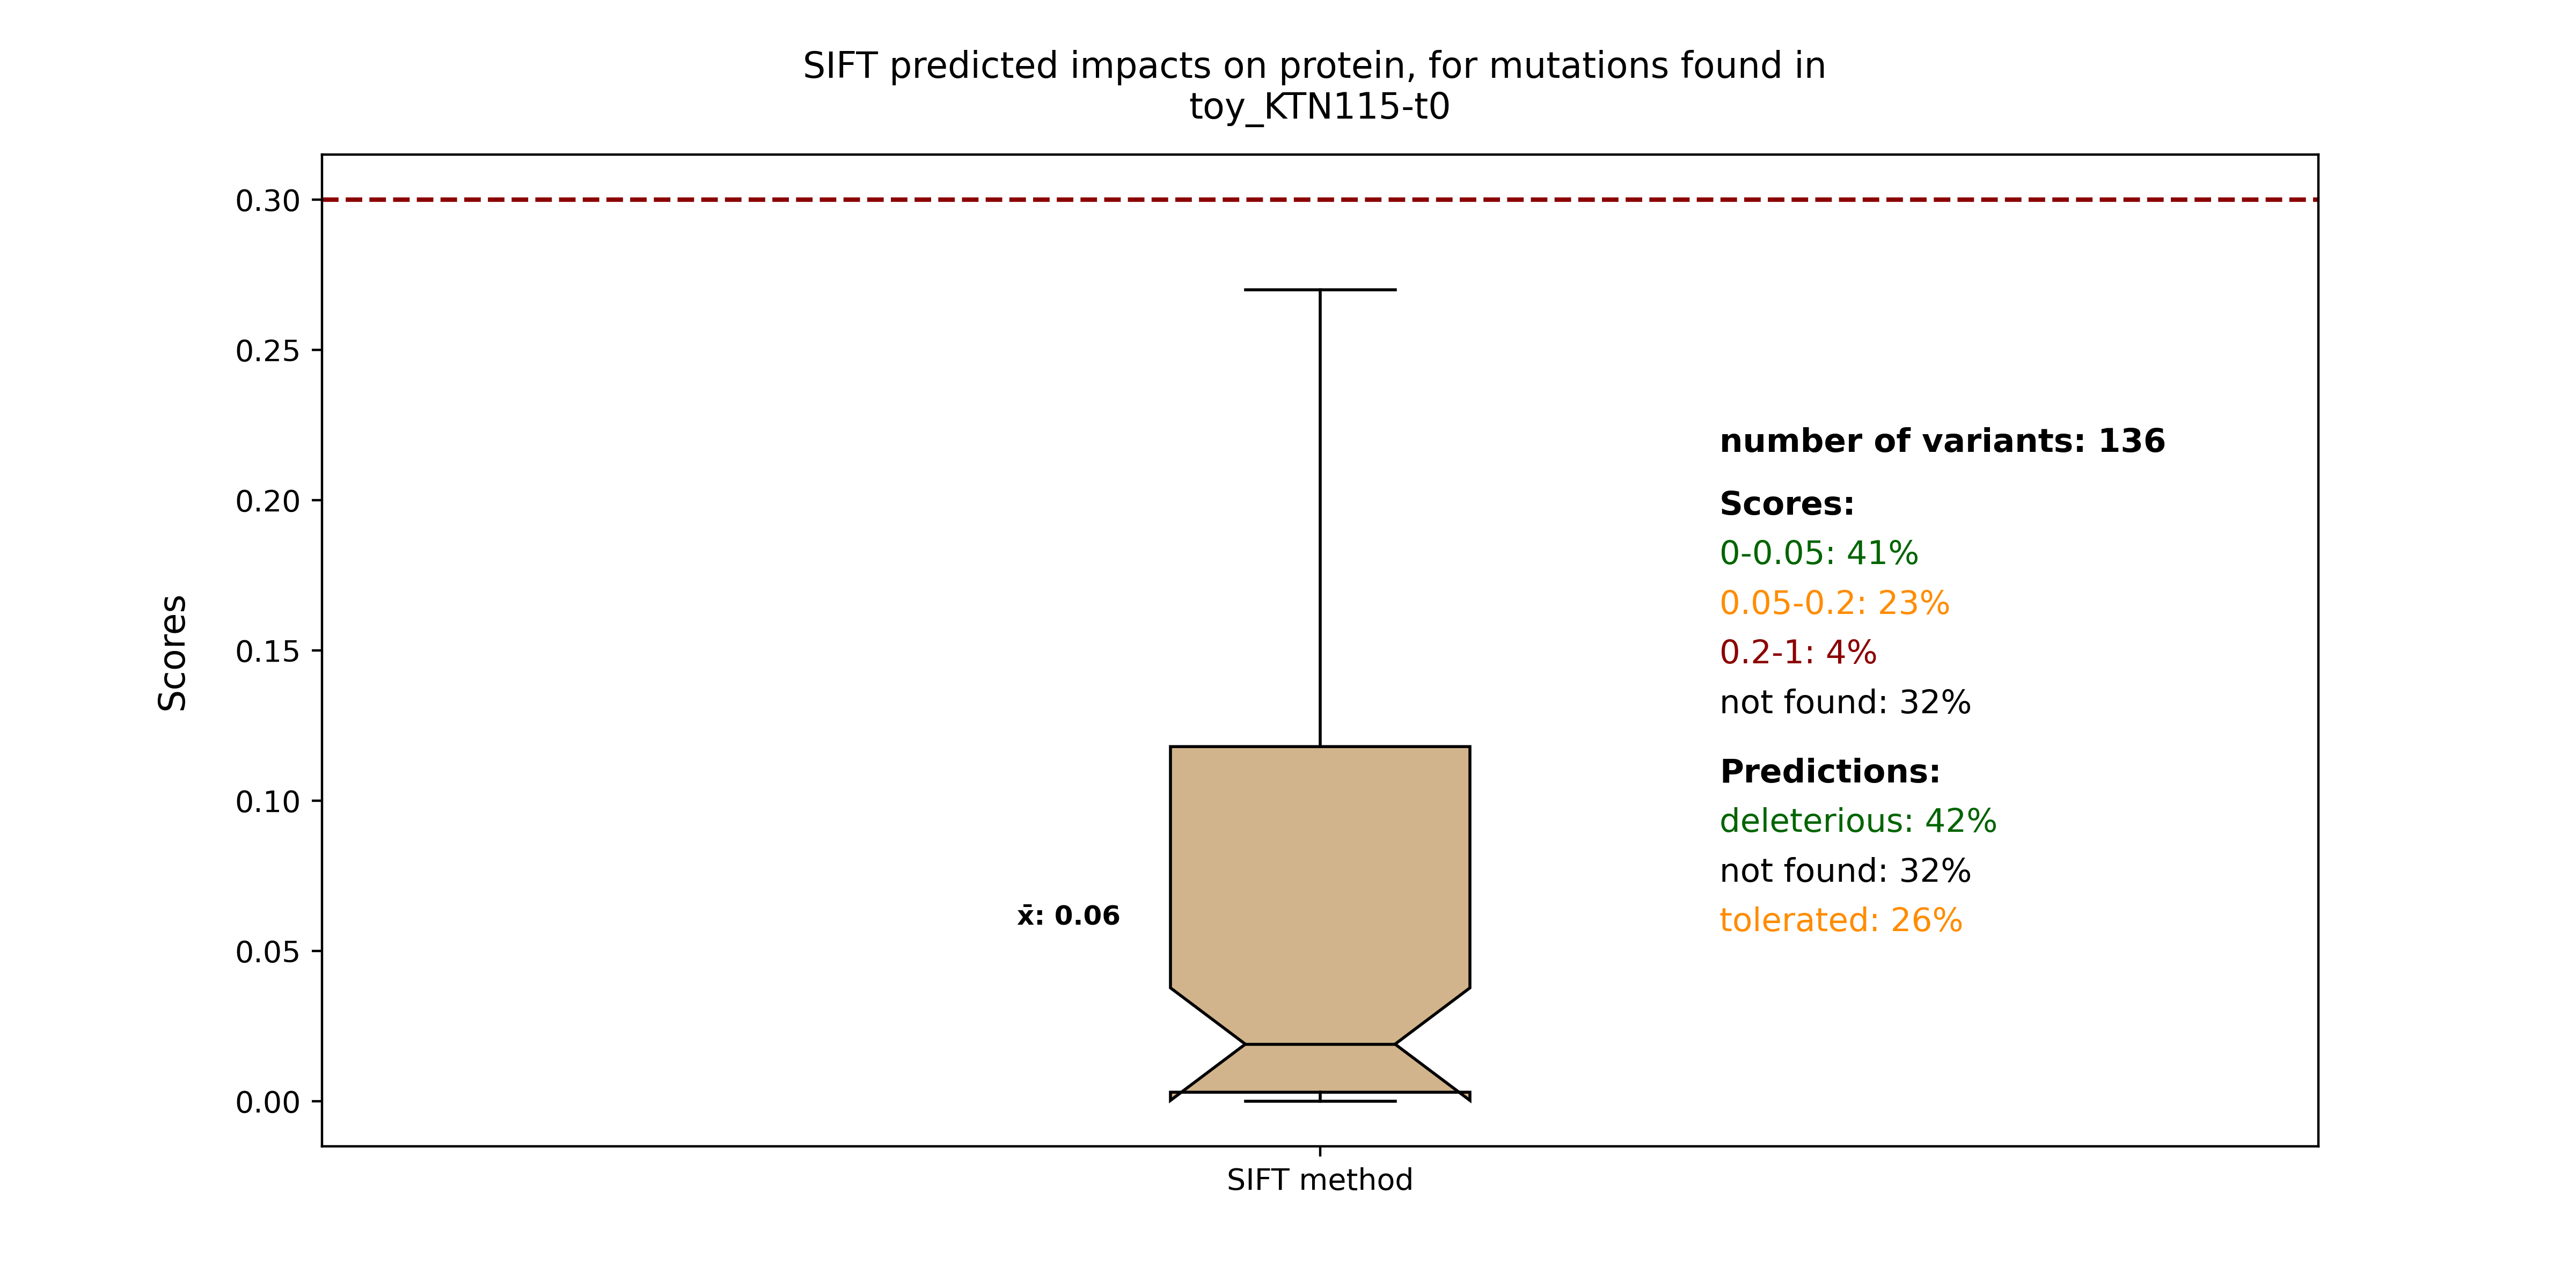 SIFT predicted impacts on protein, for mutations found in
toy_KTN115-t0
Scores
0.30
0.25
0.20
0.15
0.10
0.05
0.00
x̄: 0.06
number of variants: 136
Scores:
0-0.05: 41%
0.05-0.2: 23%
0.2-1: 4%
not found: 32%
Predictions:
deleterious: 42%
not found: 32%
tolerated: 26%
SIFT method